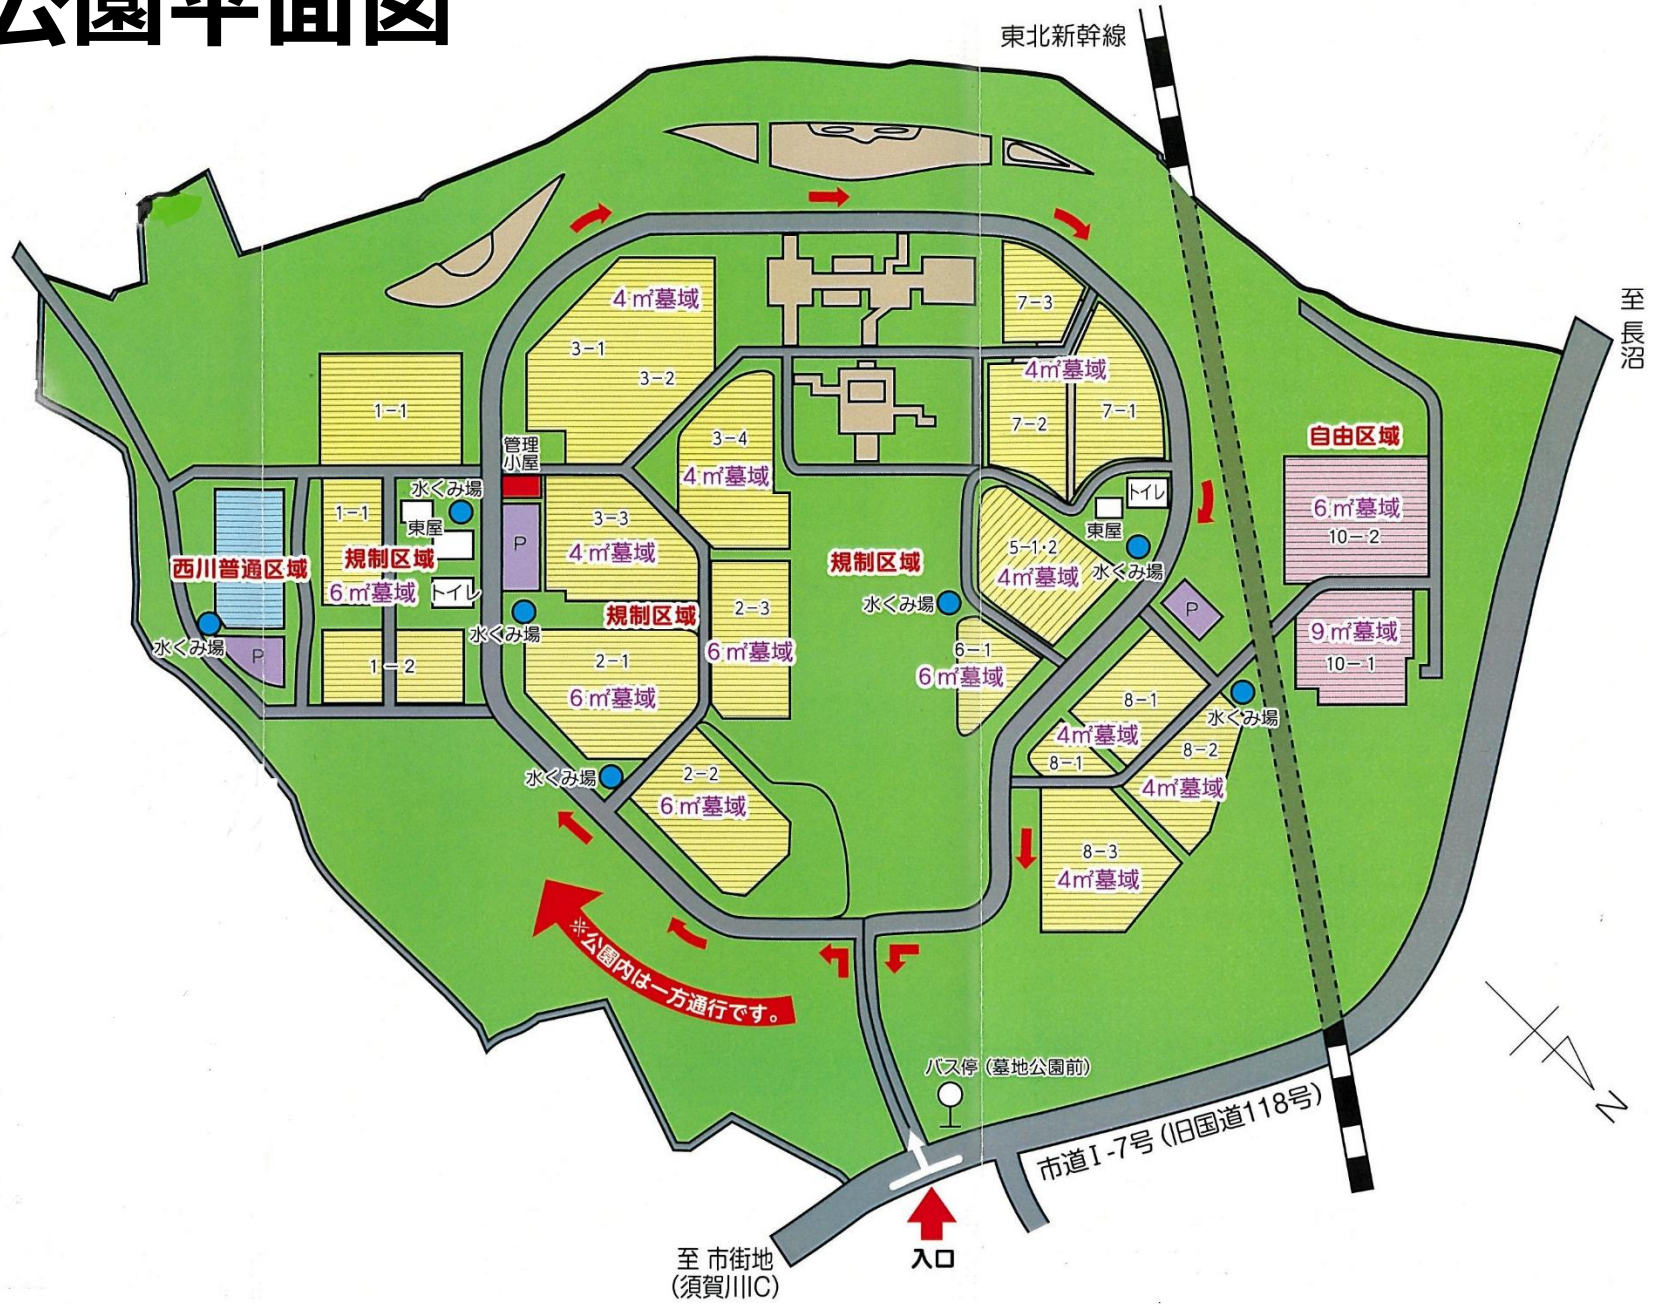 公園平面図
東北新幹線
至 長沼
4㎡墓域
3-1
3-2
7-3
4㎡墓域
7-2
7-1
1-1
3-4
4㎡墓域
管理
小屋
自由区域
6㎡墓域
10-2
水くみ場
東屋
トイレ
1-1
規制区域
6㎡墓域
西川普通区域
水くみ場
P
1-2
P
水くみ場
3-3
4㎡墓域
規制区域
2-1
6㎡墓域
2-3
6㎡墓域
規制区域
水くみ場
トイレ
東屋
水くみ場
5-1・2
4㎡墓域
P
6-1
6㎡墓域
9㎡墓域
10-1
8-1
4㎡墓域
8-1
水くみ場
8-2
4㎡墓域
水くみ場
2-2
6㎡墓域
8-3
4㎡墓域
※公園内は一方通行です。
バス停（墓地公園前）
市道Ⅰ-7号（旧国道118号）
N
入口
至 市街地
（須賀川IC）